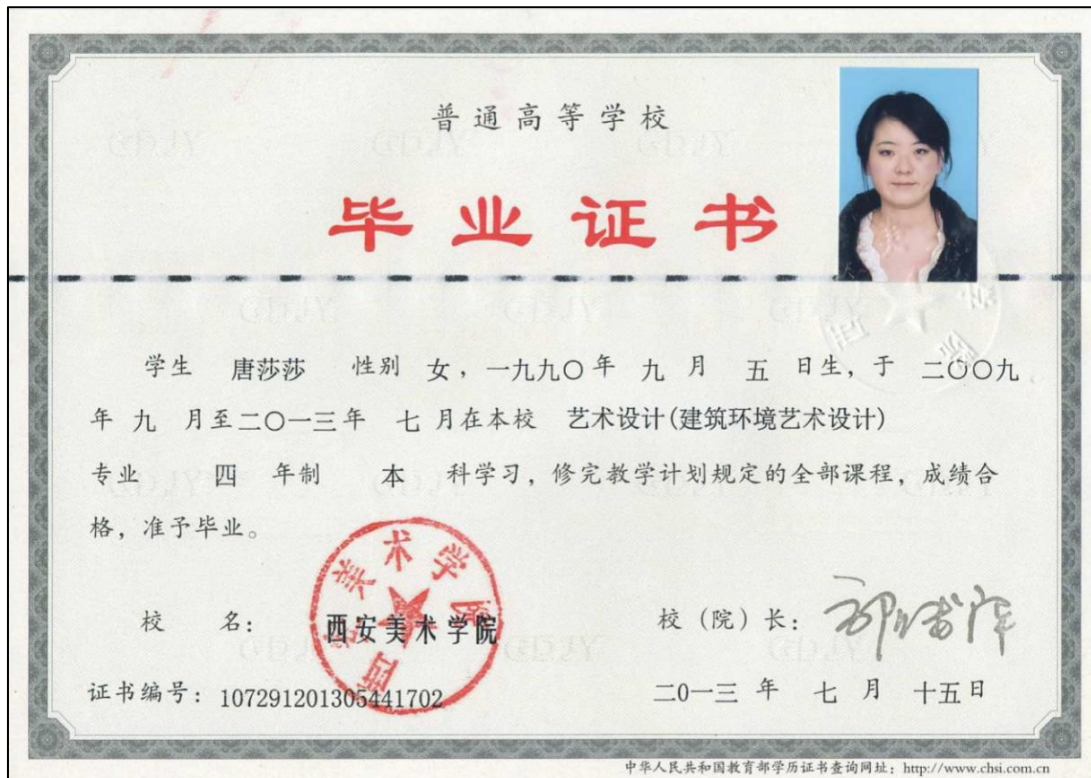 普通高等学校
毕业证书
学生 唐莎莎 性别 女，一九九〇年 九 月 五 日生，于 二〇〇九
年 九 月至二〇一三年 七 月在本校 艺术设计(建筑环境艺术设计)
专业 四 年制 本 科学习，修完教学计划规定的全部课程，成绩合
格，准予毕业。
西安美术学院
校 名： 西安美术学院 校（院）长：
证书编号：107291201305441702 二0一三 年 七 月 十五日
中华人民共和国教育部学历证书查询网址：http://www.chsi.com.cn